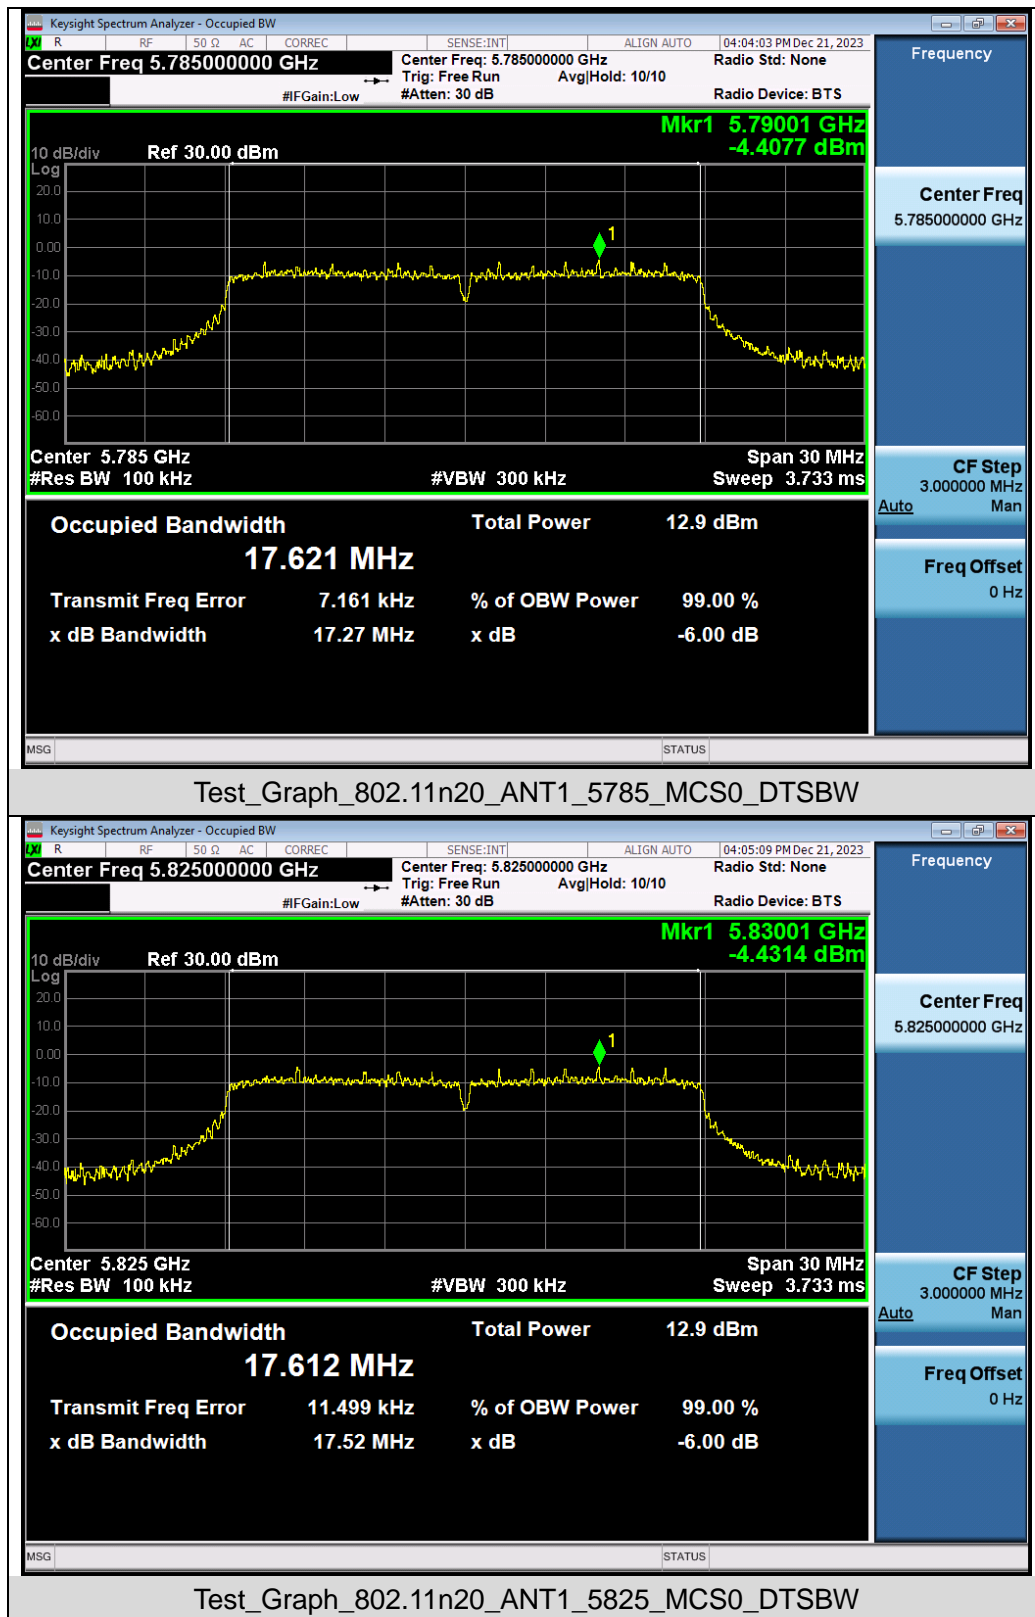 Keysight Spectrum Analyzer - Occupied BW
LXI R RF 50 Ω AC CORREC SENSE:INT ALIGN AUTO 04:04:03 PM Dec 21, 2023
Center Freq 5.785000000 GHz Center Freq: 5.785000000 GHz Radio Std: None
Trig: Free Run Avg|Hold: 10/10
#IFGain:Low #Atten: 30 dB Radio Device: BTS
Frequency
Mkr1 5.79001 GHz
-4.4077 dBm
10 dB/div Ref 30.00 dBm
Log
20.0
10.0
0.00
-10.0
-20.0
-30.0
-40.0
-50.0
-60.0
1
Center Freq
5.785000000 GHz
Center 5.785 GHz Span 30 MHz
#Res BW 100 kHz #VBW 300 kHz Sweep 3.733 ms
CF Step
3.000000 MHz
Auto Man
Occupied Bandwidth Total Power 12.9 dBm
17.621 MHz
Transmit Freq Error 7.161 kHz % of OBW Power 99.00 %
x dB Bandwidth 17.27 MHz x dB -6.00 dB
Freq Offset
0 Hz
MSG STATUS
Test_Graph_802.11n20_ANT1_5785_MCS0_DTSBW
Keysight Spectrum Analyzer - Occupied BW
LXI R RF 50 Ω AC CORREC SENSE:INT ALIGN AUTO 04:05:09 PM Dec 21, 2023
Center Freq 5.825000000 GHz Center Freq: 5.825000000 GHz Radio Std: None
Trig: Free Run Avg|Hold: 10/10
#IFGain:Low #Atten: 30 dB Radio Device: BTS
Frequency
Mkr1 5.83001 GHz
-4.4314 dBm
10 dB/div Ref 30.00 dBm
Log
20.0
10.0
0.00
-10.0
-20.0
-30.0
-40.0
-50.0
-60.0
1
Center Freq
5.825000000 GHz
Center 5.825 GHz Span 30 MHz
#Res BW 100 kHz #VBW 300 kHz Sweep 3.733 ms
CF Step
3.000000 MHz
Auto Man
Occupied Bandwidth Total Power 12.9 dBm
17.612 MHz
Transmit Freq Error 11.499 kHz % of OBW Power 99.00 %
x dB Bandwidth 17.52 MHz x dB -6.00 dB
Freq Offset
0 Hz
MSG STATUS
Test_Graph_802.11n20_ANT1_5825_MCS0_DTSBW